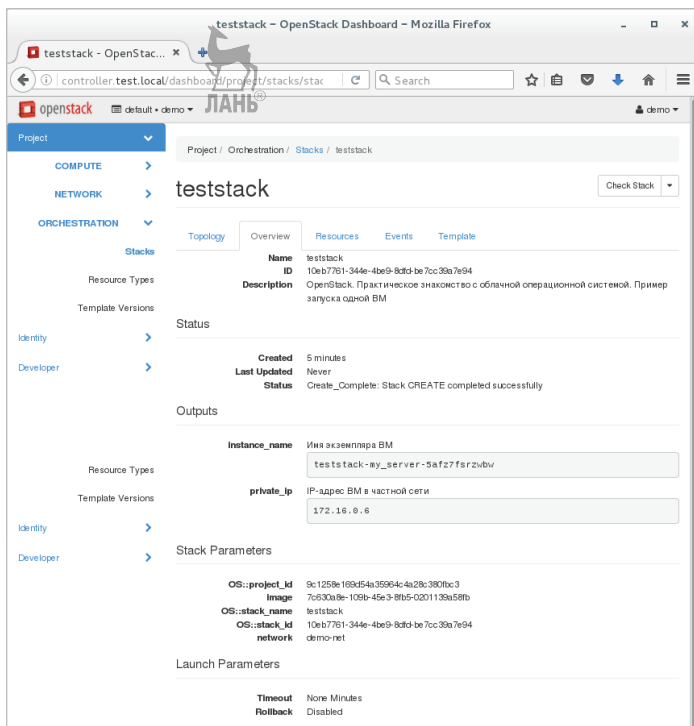 teststack – OpenStack Dashboard – Mozilla Firefox
teststack - OpenStac...
controller.test.local/dashboard/project/stacks/stac
Search
ЛАНЬ®
openstack
default • demo
demo
Project
COMPUTE
NETWORK
ORCHESTRATION
Stacks
Resource Types
Template Versions
Identity
Developer
Resource Types
Template Versions
Identity
Developer
Project / Orchestration / Stacks / teststack
teststack
Check Stack
Topology Overview Resources Events Template
Name teststack
ID 10eb7761-344e-4be9-8dfd-be7cc39a7e94
Description OpenStack. Практическое знакомство с облачной операционной системой. Пример
запуска одной ВМ
Status
Created 5 minutes
Last Updated Never
Status Create_Complete: Stack CREATE completed successfully
Outputs
instance_name Имя экземпляра ВМ
teststack-my_server-5afz7fsrzwbw
private_ip IP-адрес ВМ в частной сети
172.16.0.6
Stack Parameters
OS::project_id 9c1258e169d54a35964c4a28c380fbc3
image 7c630a8e-109b-45e3-8fb5-0201139a58fb
OS::stack_name teststack
OS::stack_id 10eb7761-344e-4be9-8dfd-be7cc39a7e94
network demo-net
Launch Parameters
Timeout None Minutes
Rollback Disabled